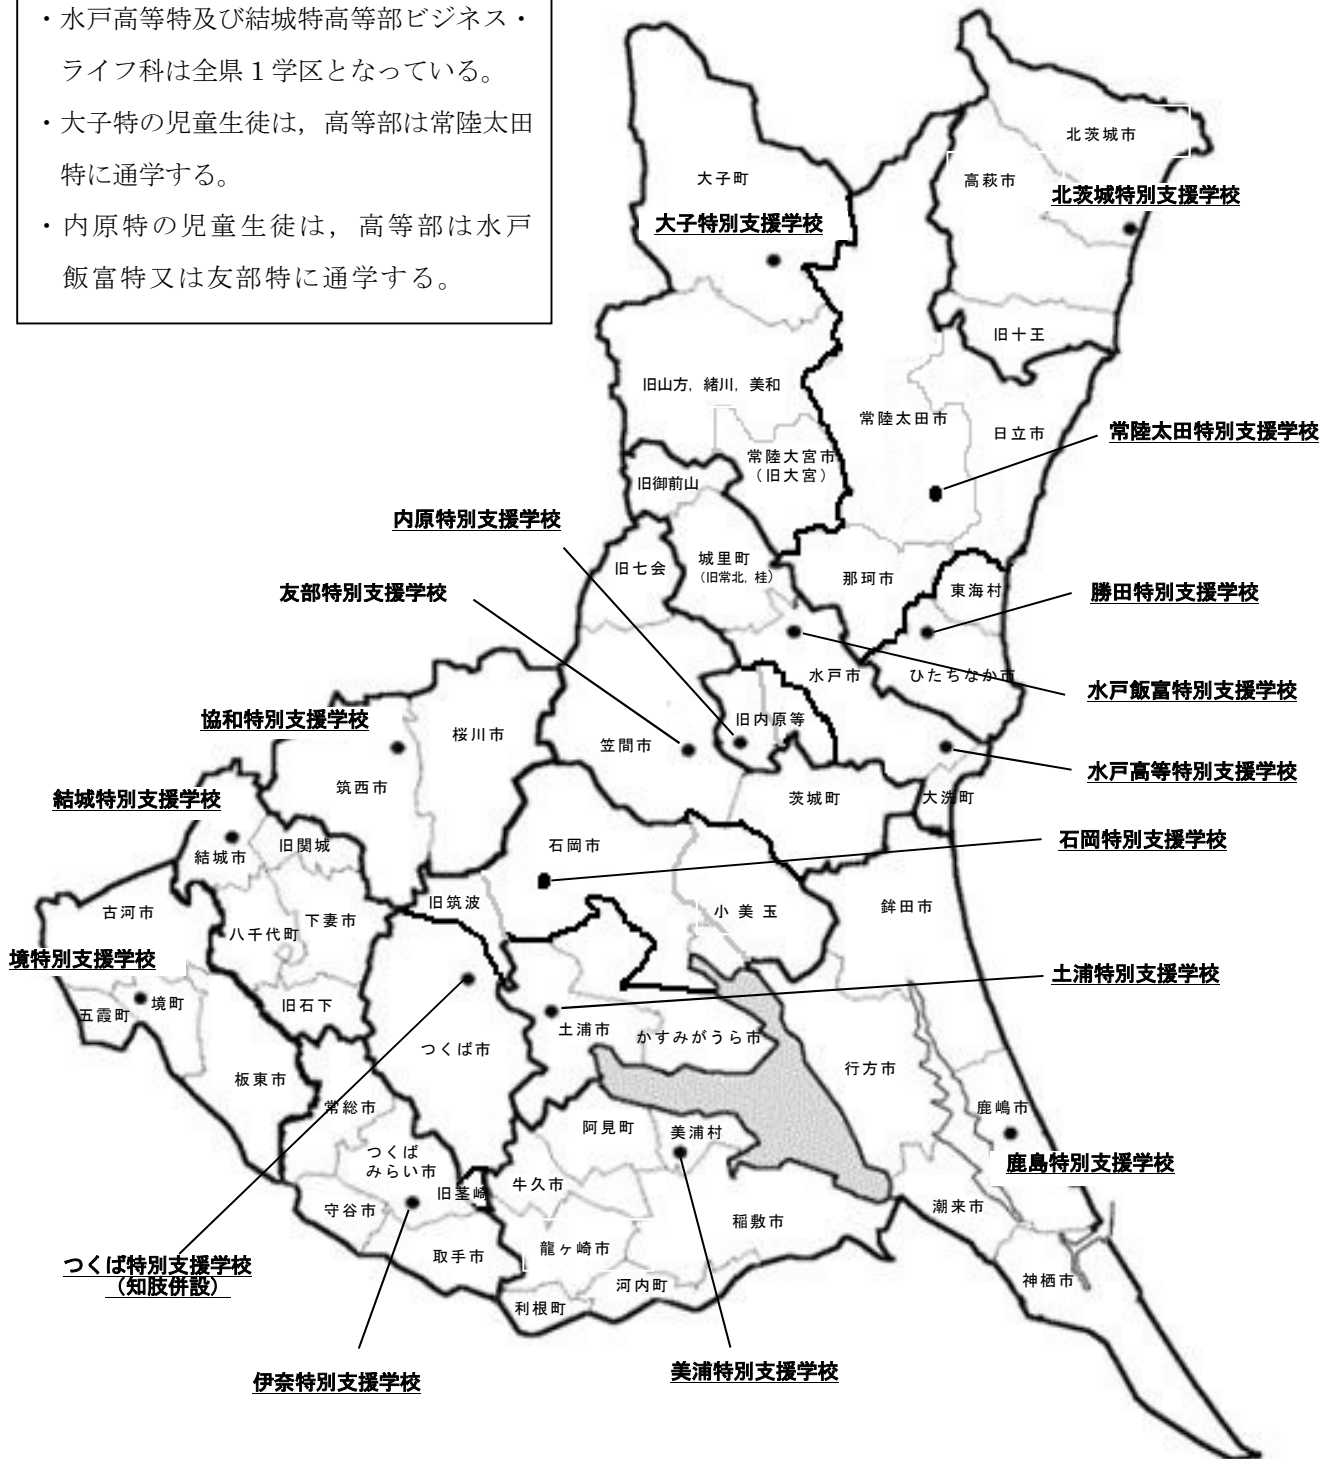 ・水戸高等特及び結城特高等部ビジネス・
ライフ科は全県１学区となっている。
・大子特の児童生徒は，高等部は常陸太田
特に通学する。
・内原特の児童生徒は，高等部は水戸
飯富特又は友部特に通学する。
北茨城市
大子町
高萩市
北茨城特別支援学校
大子特別支援学校
旧十王
旧山方，緒川，美和
常陸太田市
日立市
常陸太田特別支援学校
常陸大宮市
（旧大宮）
旧御前山
内原特別支援学校
城里町
（旧常北，桂）
旧七会
那珂市
東海村
友部特別支援学校
勝田特別支援学校
水戸市
ひたちなか市
水戸飯富特別支援学校
協和特別支援学校
旧内原等
桜川市
笠間市
水戸高等特別支援学校
筑西市
結城特別支援学校
茨城町
大洗町
石岡市
石岡特別支援学校
旧関城
結城市
旧筑波
古河市
下妻市
小美玉
鉾田市
八千代町
境特別支援学校
土浦特別支援学校
境町
五霞町
旧石下
土浦市
かすみがうら市
つくば市
行方市
板東市
常総市
鹿嶋市
阿見町
美浦村
つくば
みらい市
鹿島特別支援学校
牛久市
旧茎崎
守谷市
潮来市
稲敷市
龍ヶ崎市
取手市
つくば特別支援学校
（知肢併設）
河内町
神栖市
利根町
美浦特別支援学校
伊奈特別支援学校